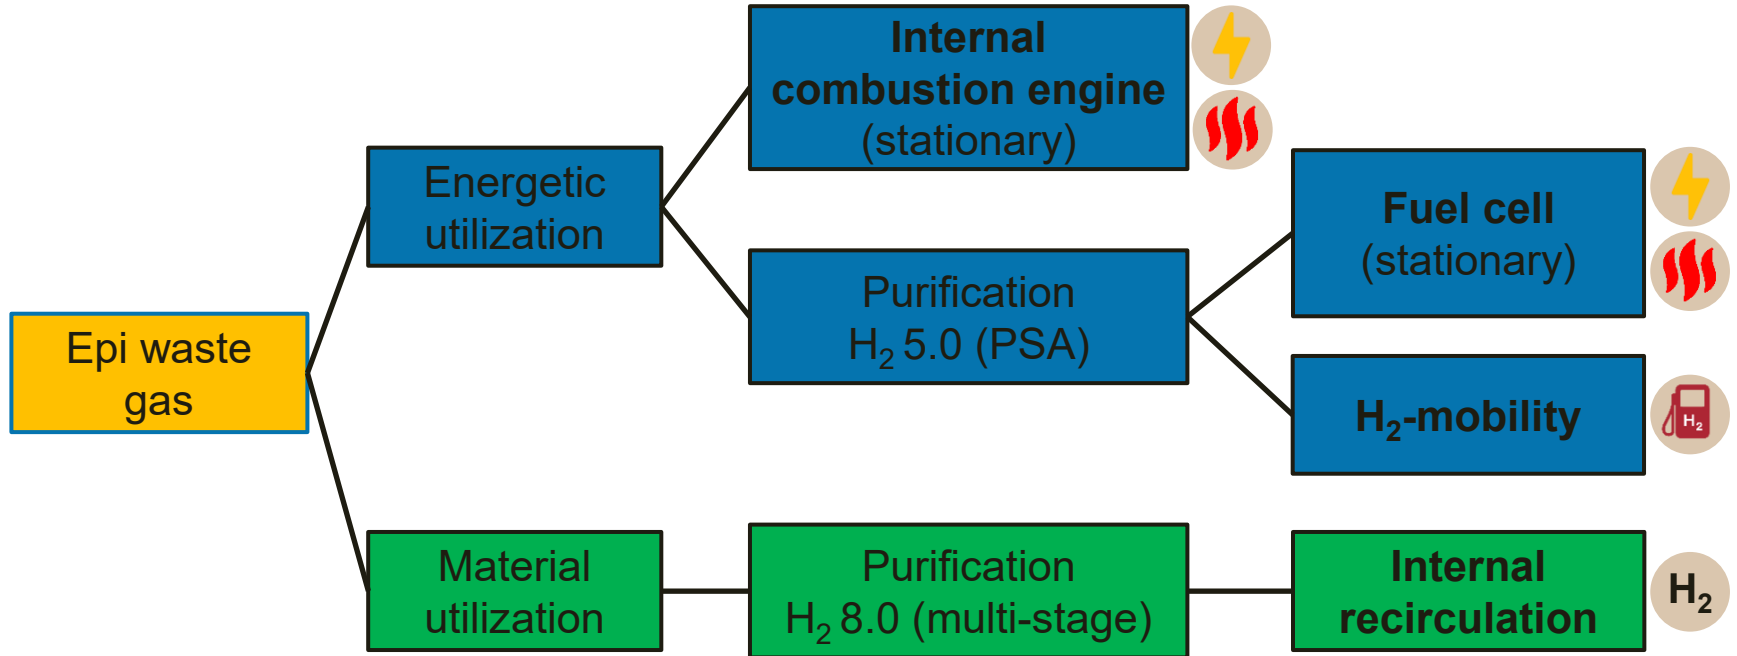 Epi waste
gas
Energetic
utilization
Internal
combustion engine
(stationary)
Purification
H₂ 5.0 (PSA)
Fuel cell
(stationary)
H₂-mobility
H₂
Material
utilization
Purification
H₂ 8.0 (multi-stage)
Internal
recirculation
H₂